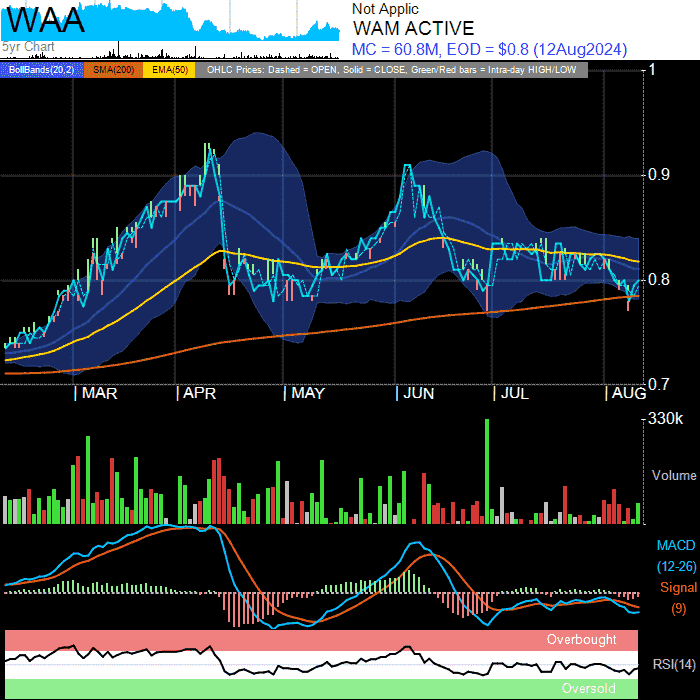 WAA
5yr Chart
Not Applic
WAM ACTIVE
MC = 60.8M, EOD = $0.8 (12Aug2024)
BollBands(20,2) SMA(200) EMA(50) OHLC Prices: Dashed = OPEN, Solid = CLOSE, Green/Red bars = Intra-day HIGH/LOW
1
0.9
0.8
0.7
MAR APR MAY JUN JUL AUG
330k
Volume
MACD
(12-26)
Signal
(9)
Overbought
RSI(14)
Oversold